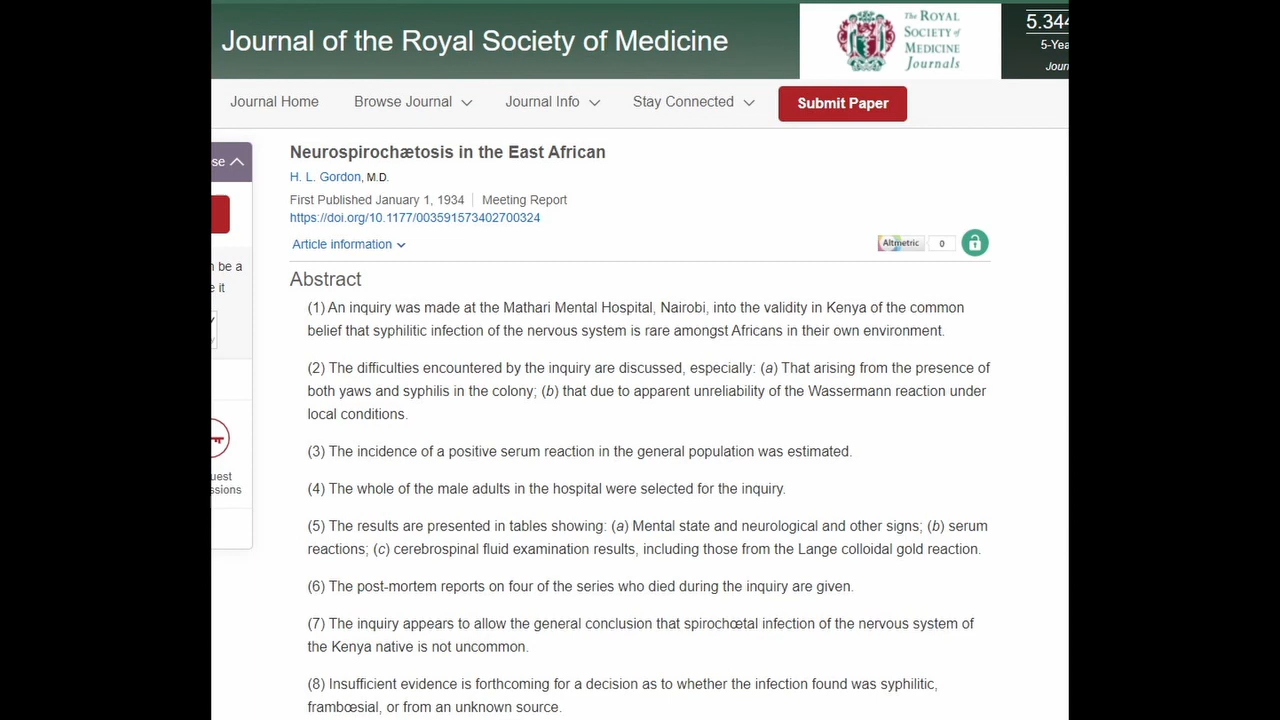 Journal of the Royal Society of Medicine
The ROYAL
SOCIETY of
MEDICINE
Journals
5.344
5-Yea
Journ
Journal Home Browse Journal Journal Info Stay Connected Submit Paper
se
Neurospirochætosis in the East African
H. L. Gordon, M.D.
First Published January 1, 1934 Meeting Report
https://doi.org/10.1177/003591573402700324
Article information
Altmetric 0
n be a
e it
Abstract
(1) An inquiry was made at the Mathari Mental Hospital, Nairobi, into the validity in Kenya of the common
belief that syphilitic infection of the nervous system is rare amongst Africans in their own environment.
(2) The difficulties encountered by the inquiry are discussed, especially: (a) That arising from the presence of
both yaws and syphilis in the colony; (b) that due to apparent unreliability of the Wassermann reaction under
local conditions.
(3) The incidence of a positive serum reaction in the general population was estimated.
uest
ssions
(4) The whole of the male adults in the hospital were selected for the inquiry.
(5) The results are presented in tables showing: (a) Mental state and neurological and other signs; (b) serum
reactions; (c) cerebrospinal fluid examination results, including those from the Lange colloidal gold reaction.
(6) The post-mortem reports on four of the series who died during the inquiry are given.
(7) The inquiry appears to allow the general conclusion that spirochœtal infection of the nervous system of
the Kenya native is not uncommon.
(8) Insufficient evidence is forthcoming for a decision as to whether the infection found was syphilitic,
frambœsial, or from an unknown source.